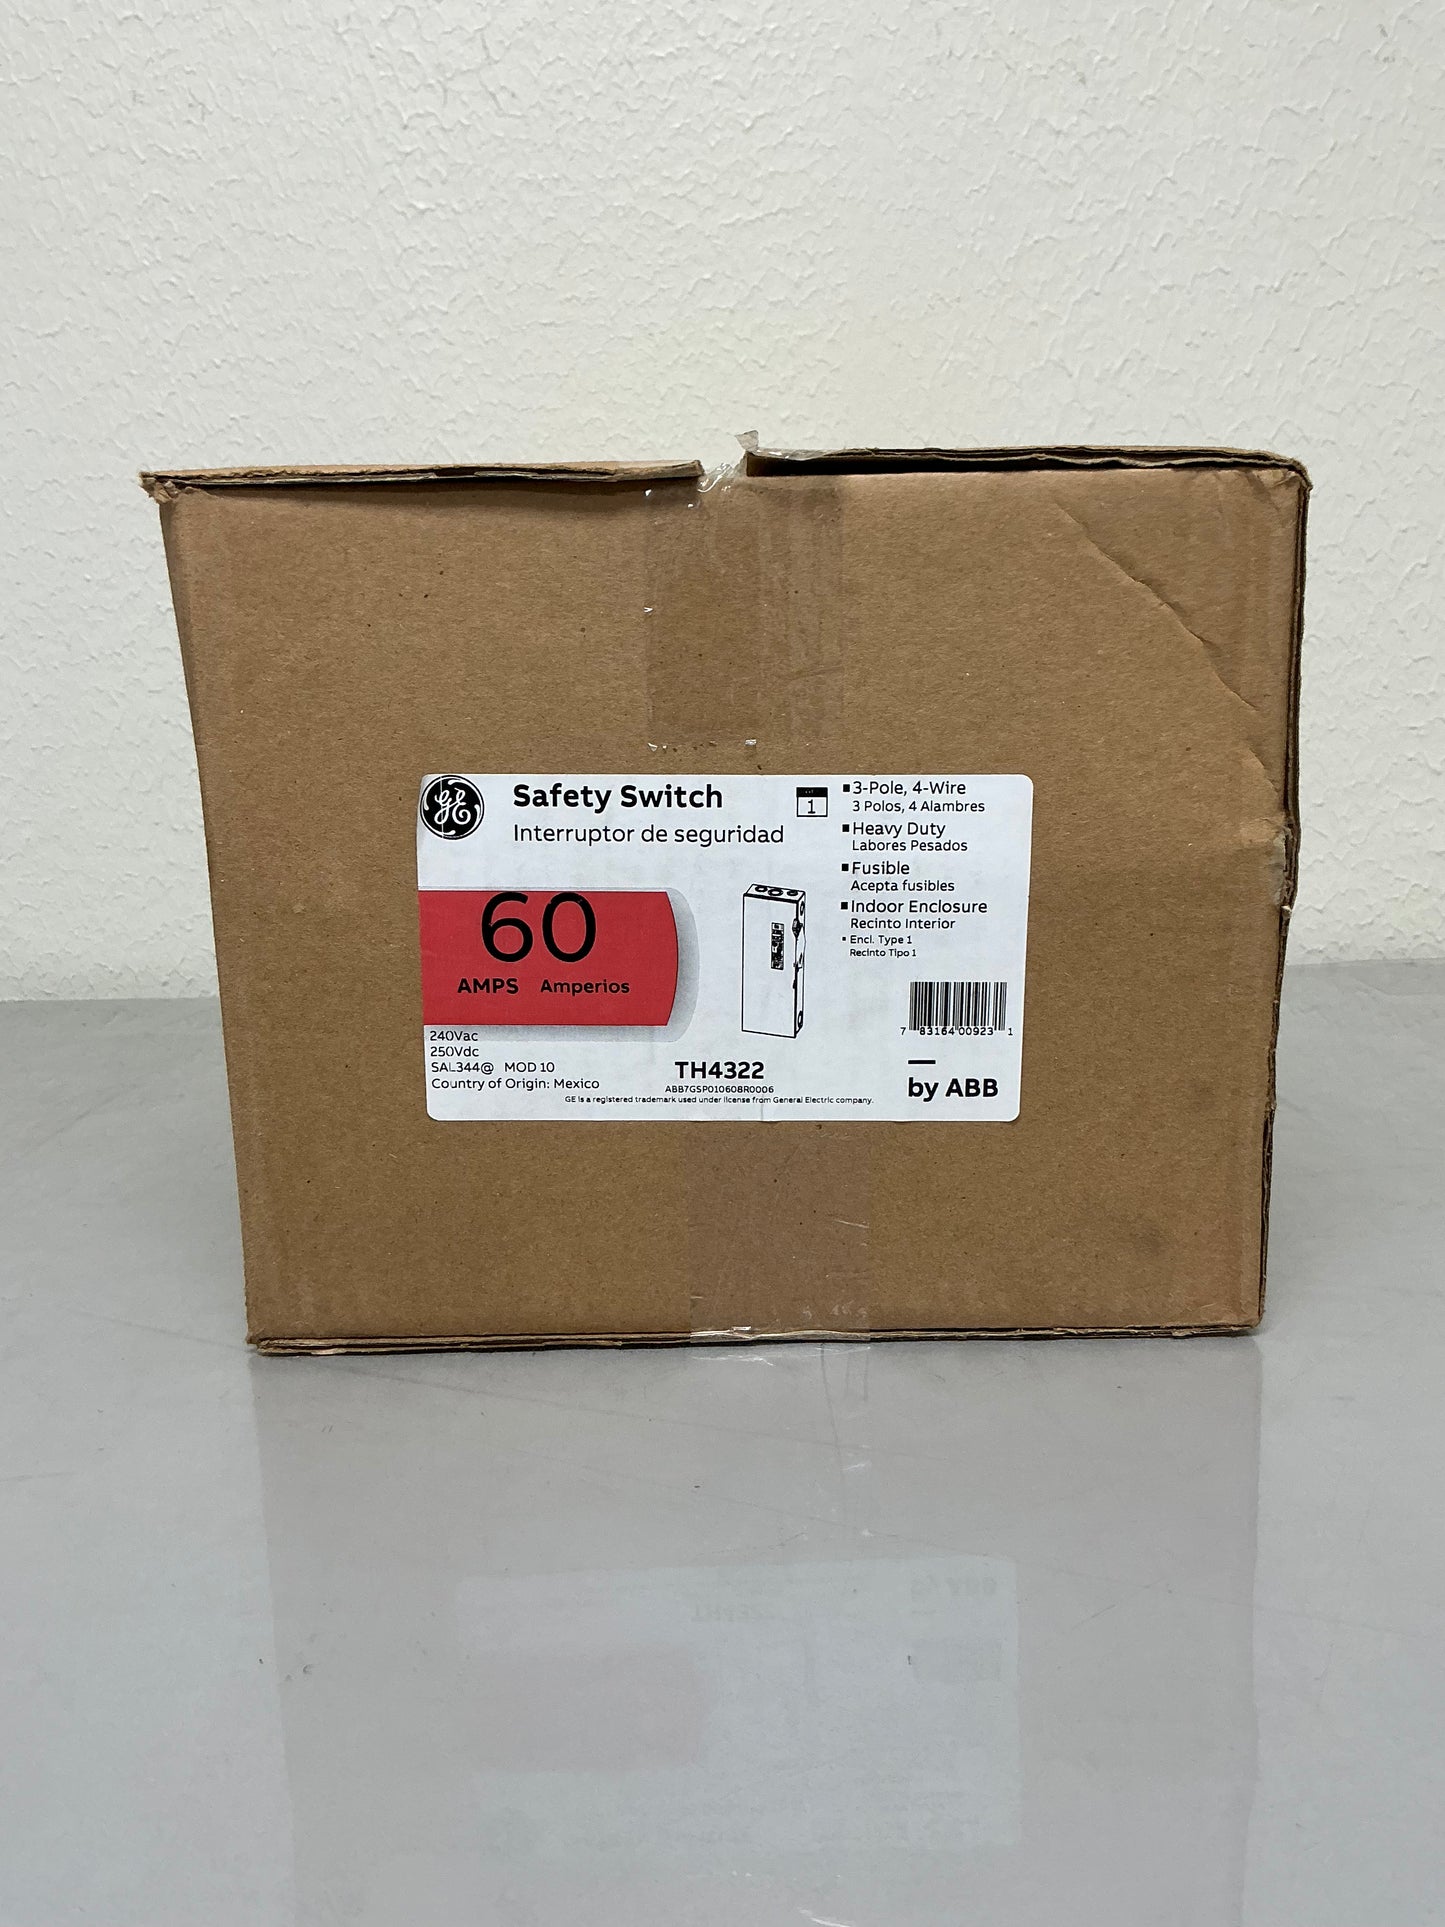 GE
Safety Switch
Interruptor de seguridad
1
60
AMPS Amperios
240Vac
250Vdc
SAL344@ MOD 10
Country of Origin: Mexico
3-Pole, 4-Wire
3 Polos, 4 Alambres
Heavy Duty
Labores Pesados
Fusible
Acepta fusibles
Indoor Enclosure
Recinto Interior
Encl. Type 1
Recinto Tipo 1
7 83164 00923 1
TH4322
ABB7GSP010608R0006
by ABB
GE is a registered trademark used under license from General Electric company.